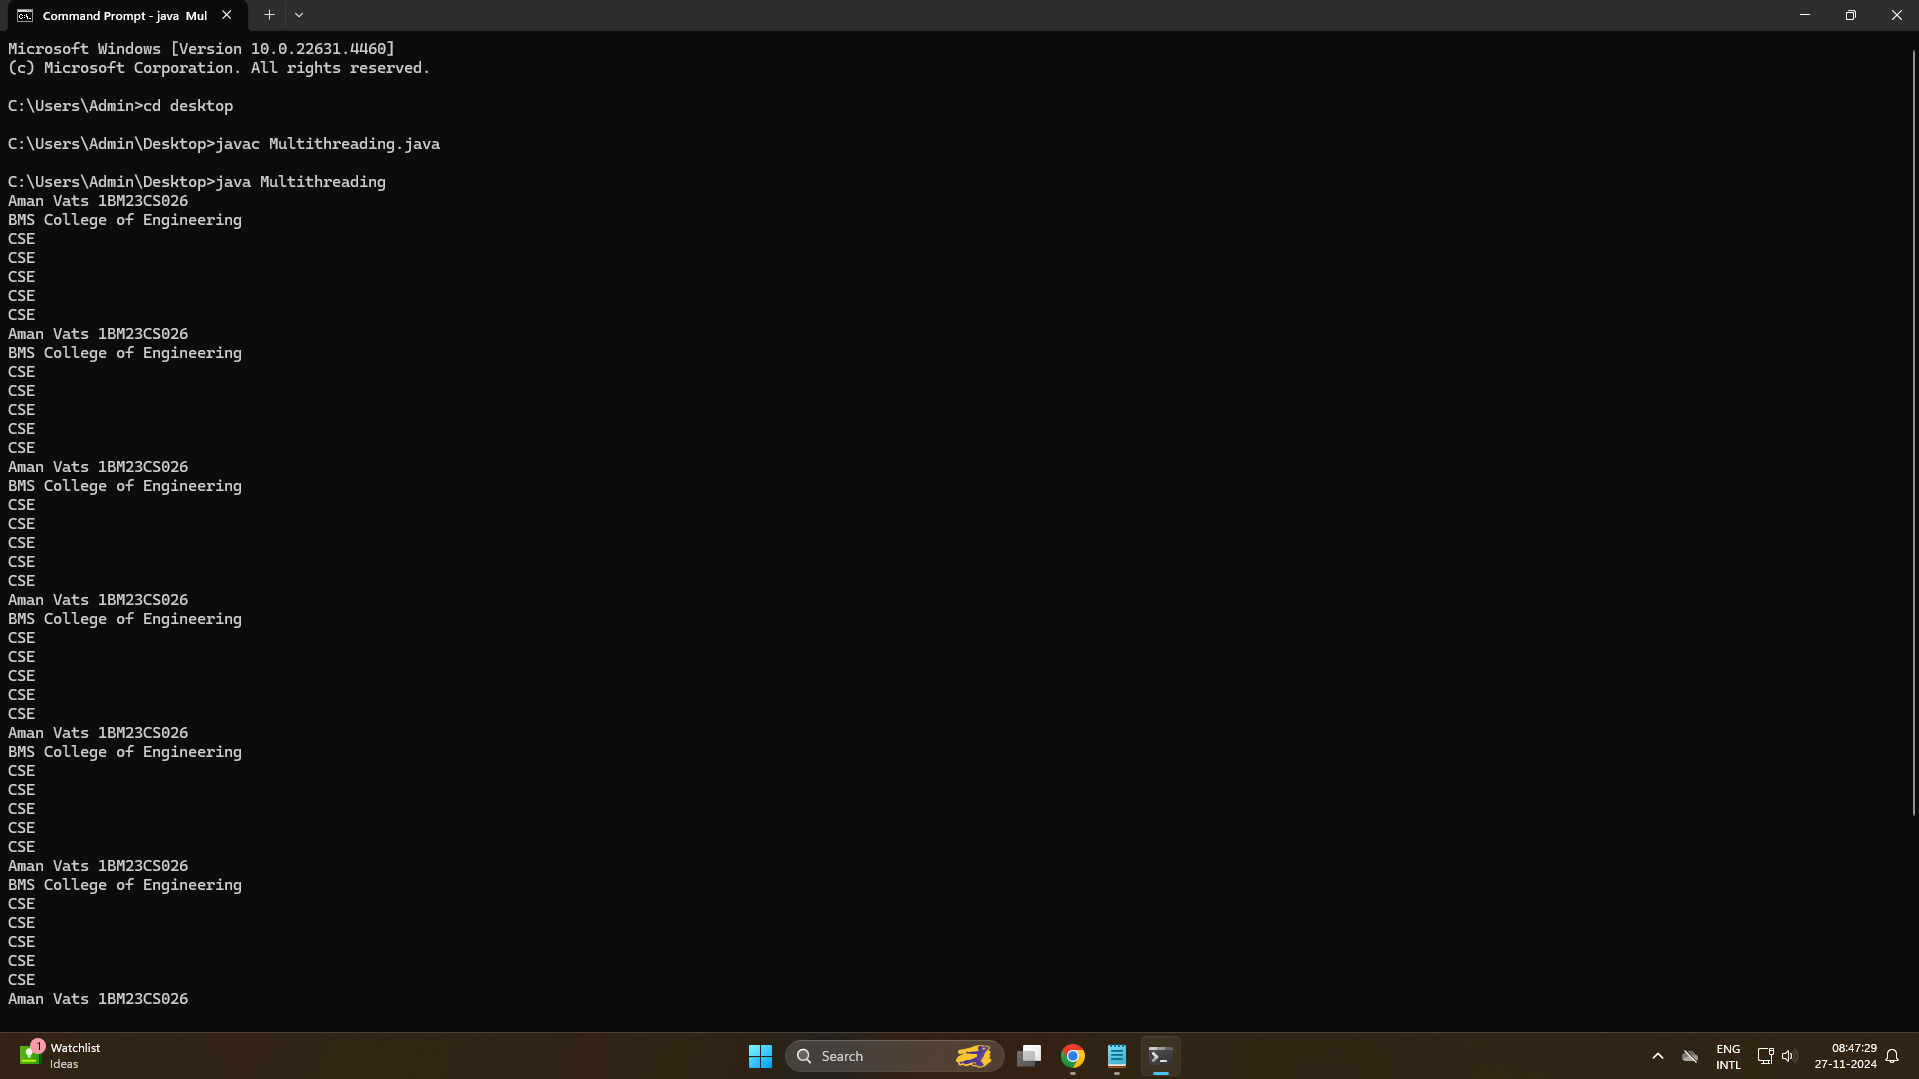 Command Prompt - java  Mul
Microsoft Windows [Version 10.0.22631.4460]
(c) Microsoft Corporation. All rights reserved.
C:\Users\Admin>cd desktop
C:\Users\Admin\Desktop>javac Multithreading.java
C:\Users\Admin\Desktop>java Multithreading
Aman Vats 1BM23CS026
BMS College of Engineering
CSE
CSE
CSE
CSE
CSE
Aman Vats 1BM23CS026
BMS College of Engineering
CSE
CSE
CSE
CSE
CSE
Aman Vats 1BM23CS026
BMS College of Engineering
CSE
CSE
CSE
CSE
CSE
Aman Vats 1BM23CS026
BMS College of Engineering
CSE
CSE
CSE
CSE
CSE
Aman Vats 1BM23CS026
BMS College of Engineering
CSE
CSE
CSE
CSE
CSE
Aman Vats 1BM23CS026
BMS College of Engineering
CSE
CSE
CSE
CSE
CSE
Aman Vats 1BM23CS026
1
Watchlist
Ideas
Search
ENG
INTL
08:47:29
27-11-2024